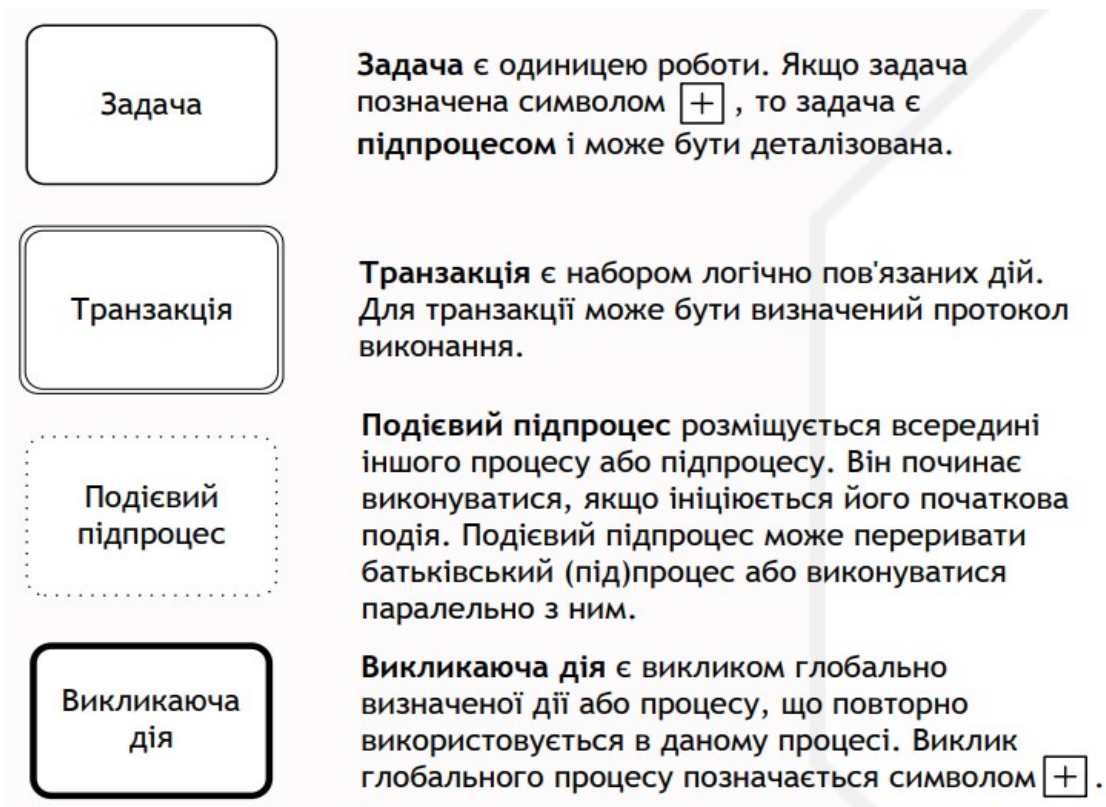 Задача
Задача є одиницею роботи. Якщо задача
позначена символом + , то задача є
підпроцесом і може бути деталізована.
Транзакція
Транзакція є набором логічно пов'язаних дій.
Для транзакції може бути визначений протокол
виконання.
Подієвий
підпроцес
Подієвий підпроцес розміщується всередині
іншого процесу або підпроцесу. Він починає
виконуватися, якщо ініціюється його початкова
подія. Подієвий підпроцес може переривати
батьківський (під)процес або виконуватися
паралельно з ним.
Викликаюча
дія
Викликаюча дія є викликом глобально
визначеної дії або процесу, що повторно
використовується в даному процесі. Виклик
глобального процесу позначається символом + .